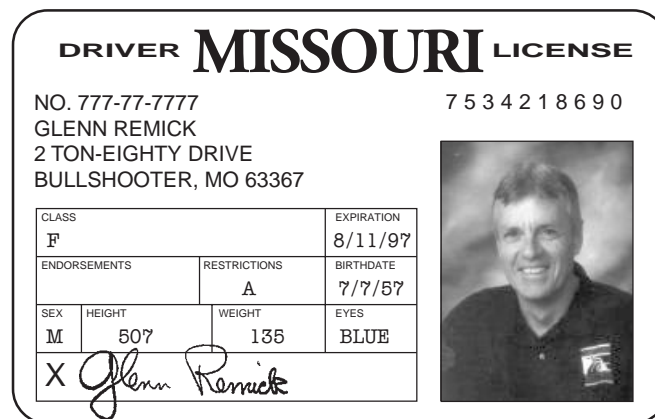 DRIVER MISSOURI LICENSE
NO. 777-77-7777
7534218690
GLENN REMICK
2 TON-EIGHTY DRIVE
BULLSHOOTER, MO 63367
CLASS EXPIRATION
F 8/11/97
ENDORSEMENTS RESTRICTIONS BIRTHDATE
A 7/7/57
SEX HEIGHT WEIGHT EYES
M 507 135 BLUE
X Glenn Remick